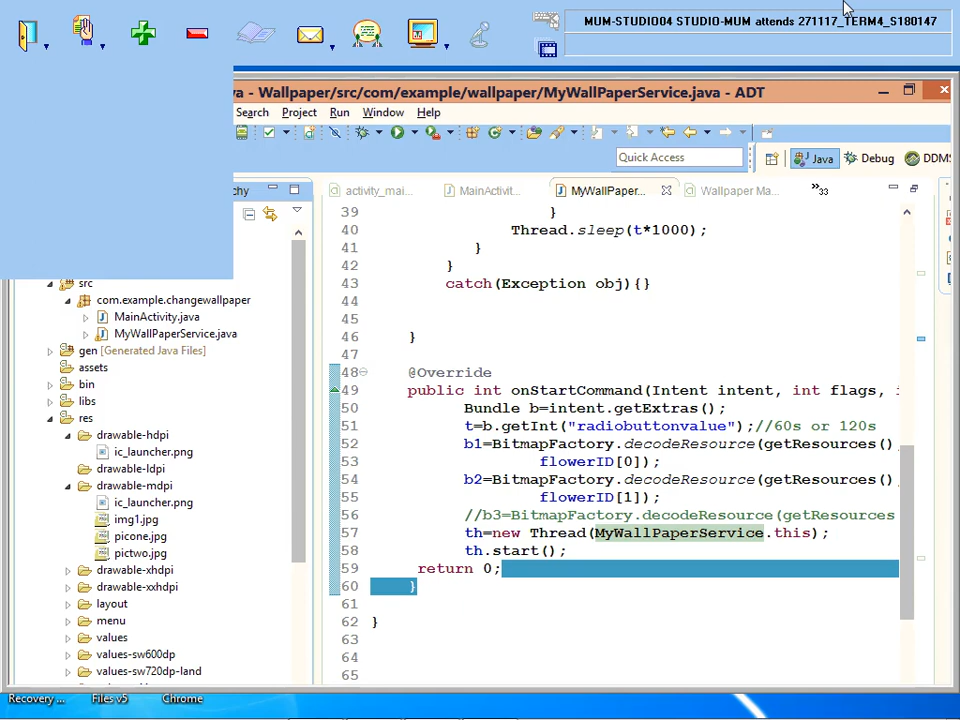 MUM-STUDIO04 STUDIO-MUM attends 271117_TERM4_S180147
va - Wallpaper/src/com/example/wallpaper/MyWallPaperService.java - ADT
Search Project Run Window Help
Quick Access
Java Debug DDMS
chy
activity_mai... MainActivit... MyWallPaper... Wallpaper Ma... »33
src
com.example.changewallpaper
MainActivity.java
MyWallPaperService.java
gen [Generated Java Files]
assets
bin
libs
res
drawable-hdpi
ic_launcher.png
drawable-ldpi
drawable-mdpi
ic_launcher.png
img1.jpg
picone.jpg
pictwo.jpg
drawable-xhdpi
drawable-xxhdpi
layout
menu
values
values-sw600dp
values-sw720dp-land
39 }
40 Thread.sleep(t*1000);
41 }
42 }
43 catch(Exception obj){}
44
45
46 }
47
48 @Override
49 public int onStartCommand(Intent intent, int flags, i
50 Bundle b=intent.getExtras();
51 t=b.getInt("radiobuttonvalue");//60s or 120s
52 b1=BitmapFactory.decodeResource(getResources(),
53 flowerID[0]);
54 b2=BitmapFactory.decodeResource(getResources(),
55 flowerID[1]);
56 //b3=BitmapFactory.decodeResource(getResources
57 th=new Thread(MyWallPaperService.this);
58 th.start();
59 return 0;
60 }
61
62 }
63
64
65
Recovery ... Files v5 Chrome